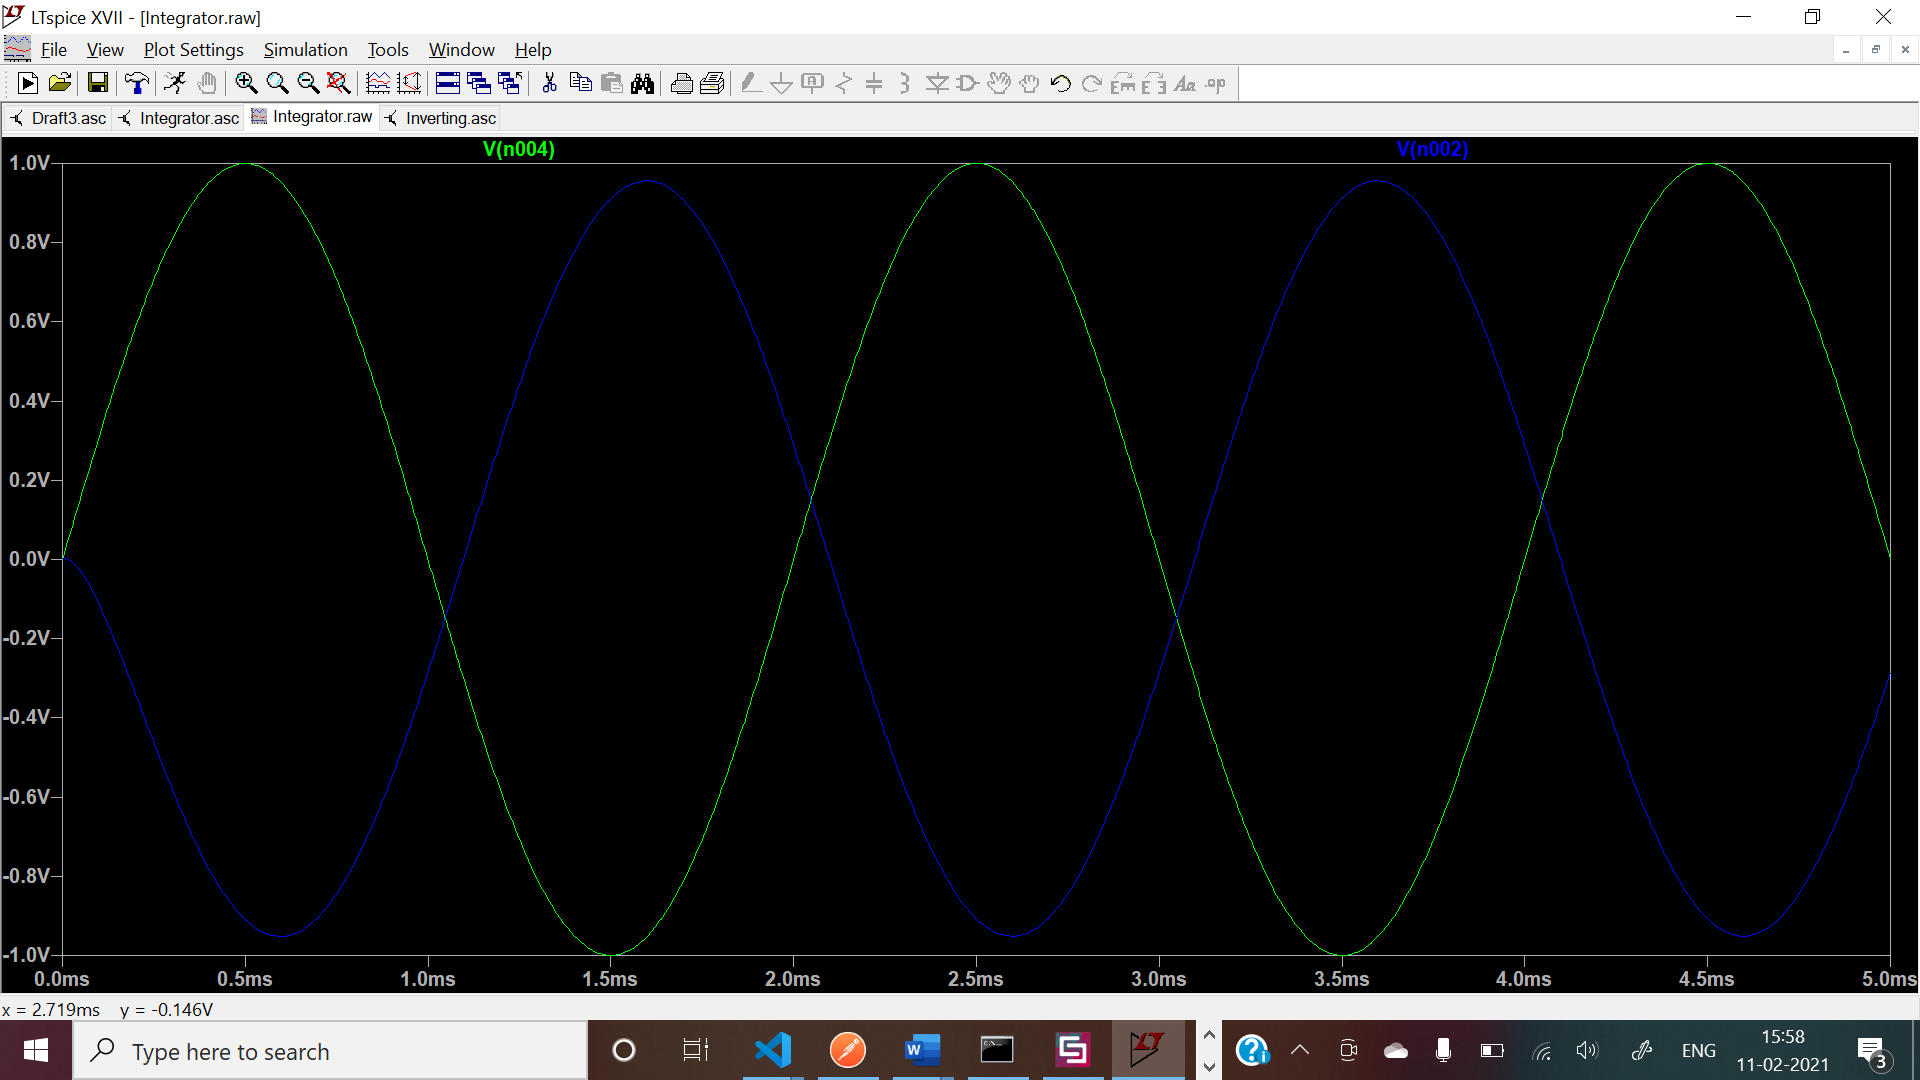 LTspice XVII - [Integrator.raw]
File View Plot Settings Simulation Tools Window Help
Draft3.asc Integrator.asc Integrator.raw Inverting.asc
V(n004) V(n002)
1.0V
0.8V
0.6V
0.4V
0.2V
0.0V
-0.2V
-0.4V
-0.6V
-0.8V
-1.0V
0.0ms 0.5ms 1.0ms 1.5ms 2.0ms 2.5ms 3.0ms 3.5ms 4.0ms 4.5ms 5.0ms
x = 2.719ms y = -0.146V
Type here to search
ENG
15:58
11-02-2021
3